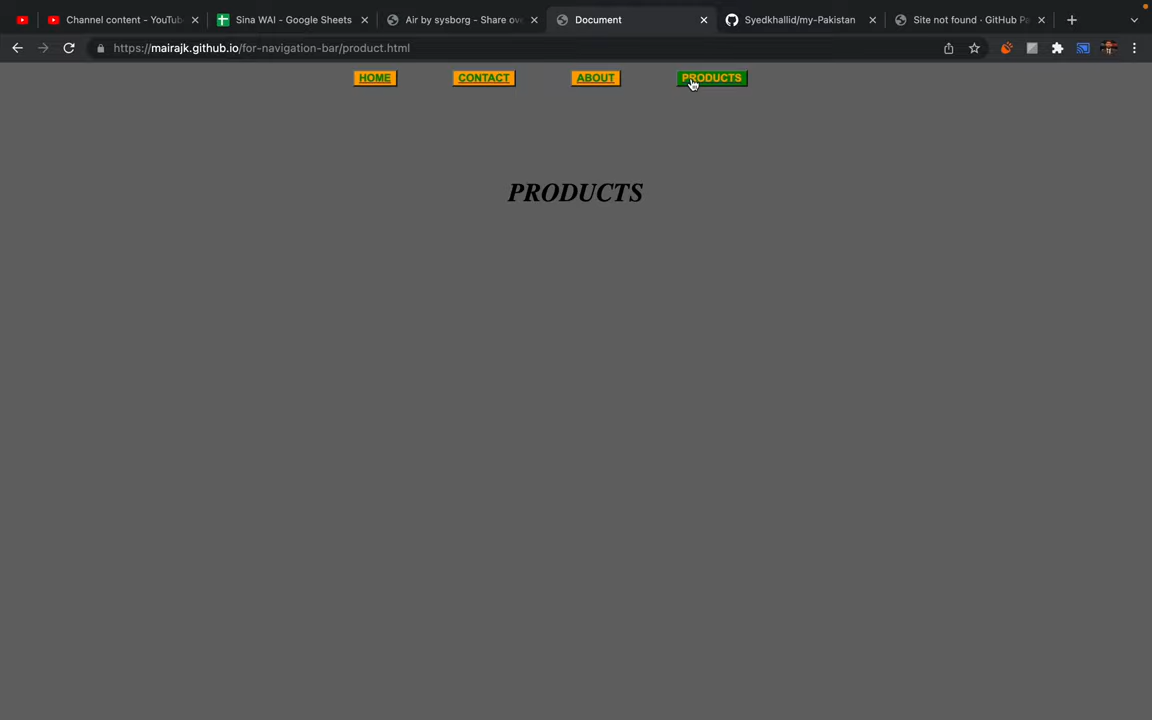 Channel content - YouTub
Sina WAI - Google Sheets
Air by sysborg - Share ove
Document
Syedkhallid/my-Pakistan
Site not found · GitHub Pa
https://mairajk.github.io/for-navigation-bar/product.html
HOME
CONTACT
ABOUT
PRODUCTS
PRODUCTS